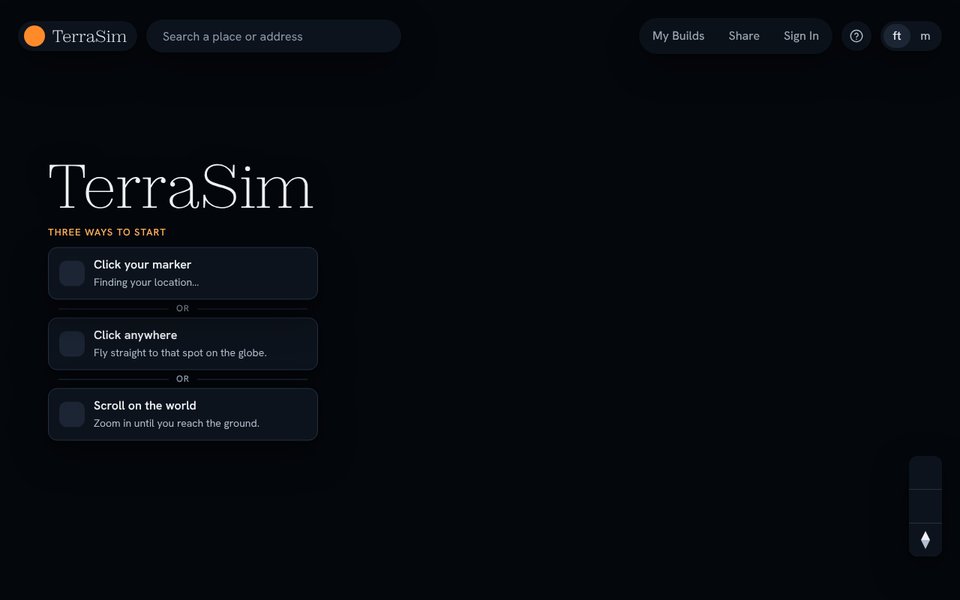 TerraSim
Search a place or address
My Builds
Share
Sign In
ft
m
TerraSim
THREE WAYS TO START
Click your marker
Finding your location...
OR
Click anywhere
Fly straight to that spot on the globe.
OR
Scroll on the world
Zoom in until you reach the ground.